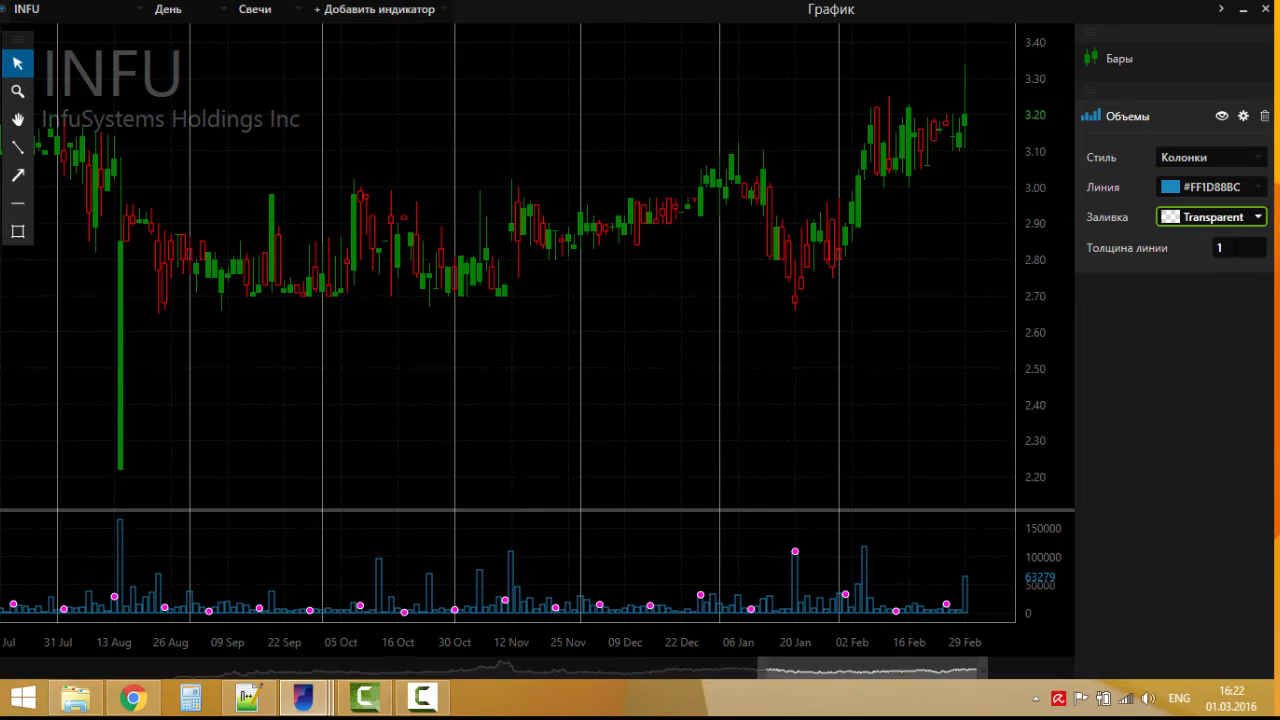 INFU
День
Свечи
+ Добавить индикатор
График
INFU
InfuSystems Holdings Inc
3.40
3.30
3.20
3.10
3.00
2.90
2.80
2.70
2.60
2.50
2.40
2.30
2.20
Бары
Объемы
Стиль
Колонки
Линия
#FF1D88BC
Заливка
Transparent
Толщина линии
1
150000
100000
63279
50000
0
Jul
31 Jul
13 Aug
26 Aug
09 Sep
22 Sep
05 Oct
16 Oct
30 Oct
12 Nov
25 Nov
09 Dec
22 Dec
06 Jan
20 Jan
02 Feb
16 Feb
29 Feb
ENG
16:22
01.03.2016